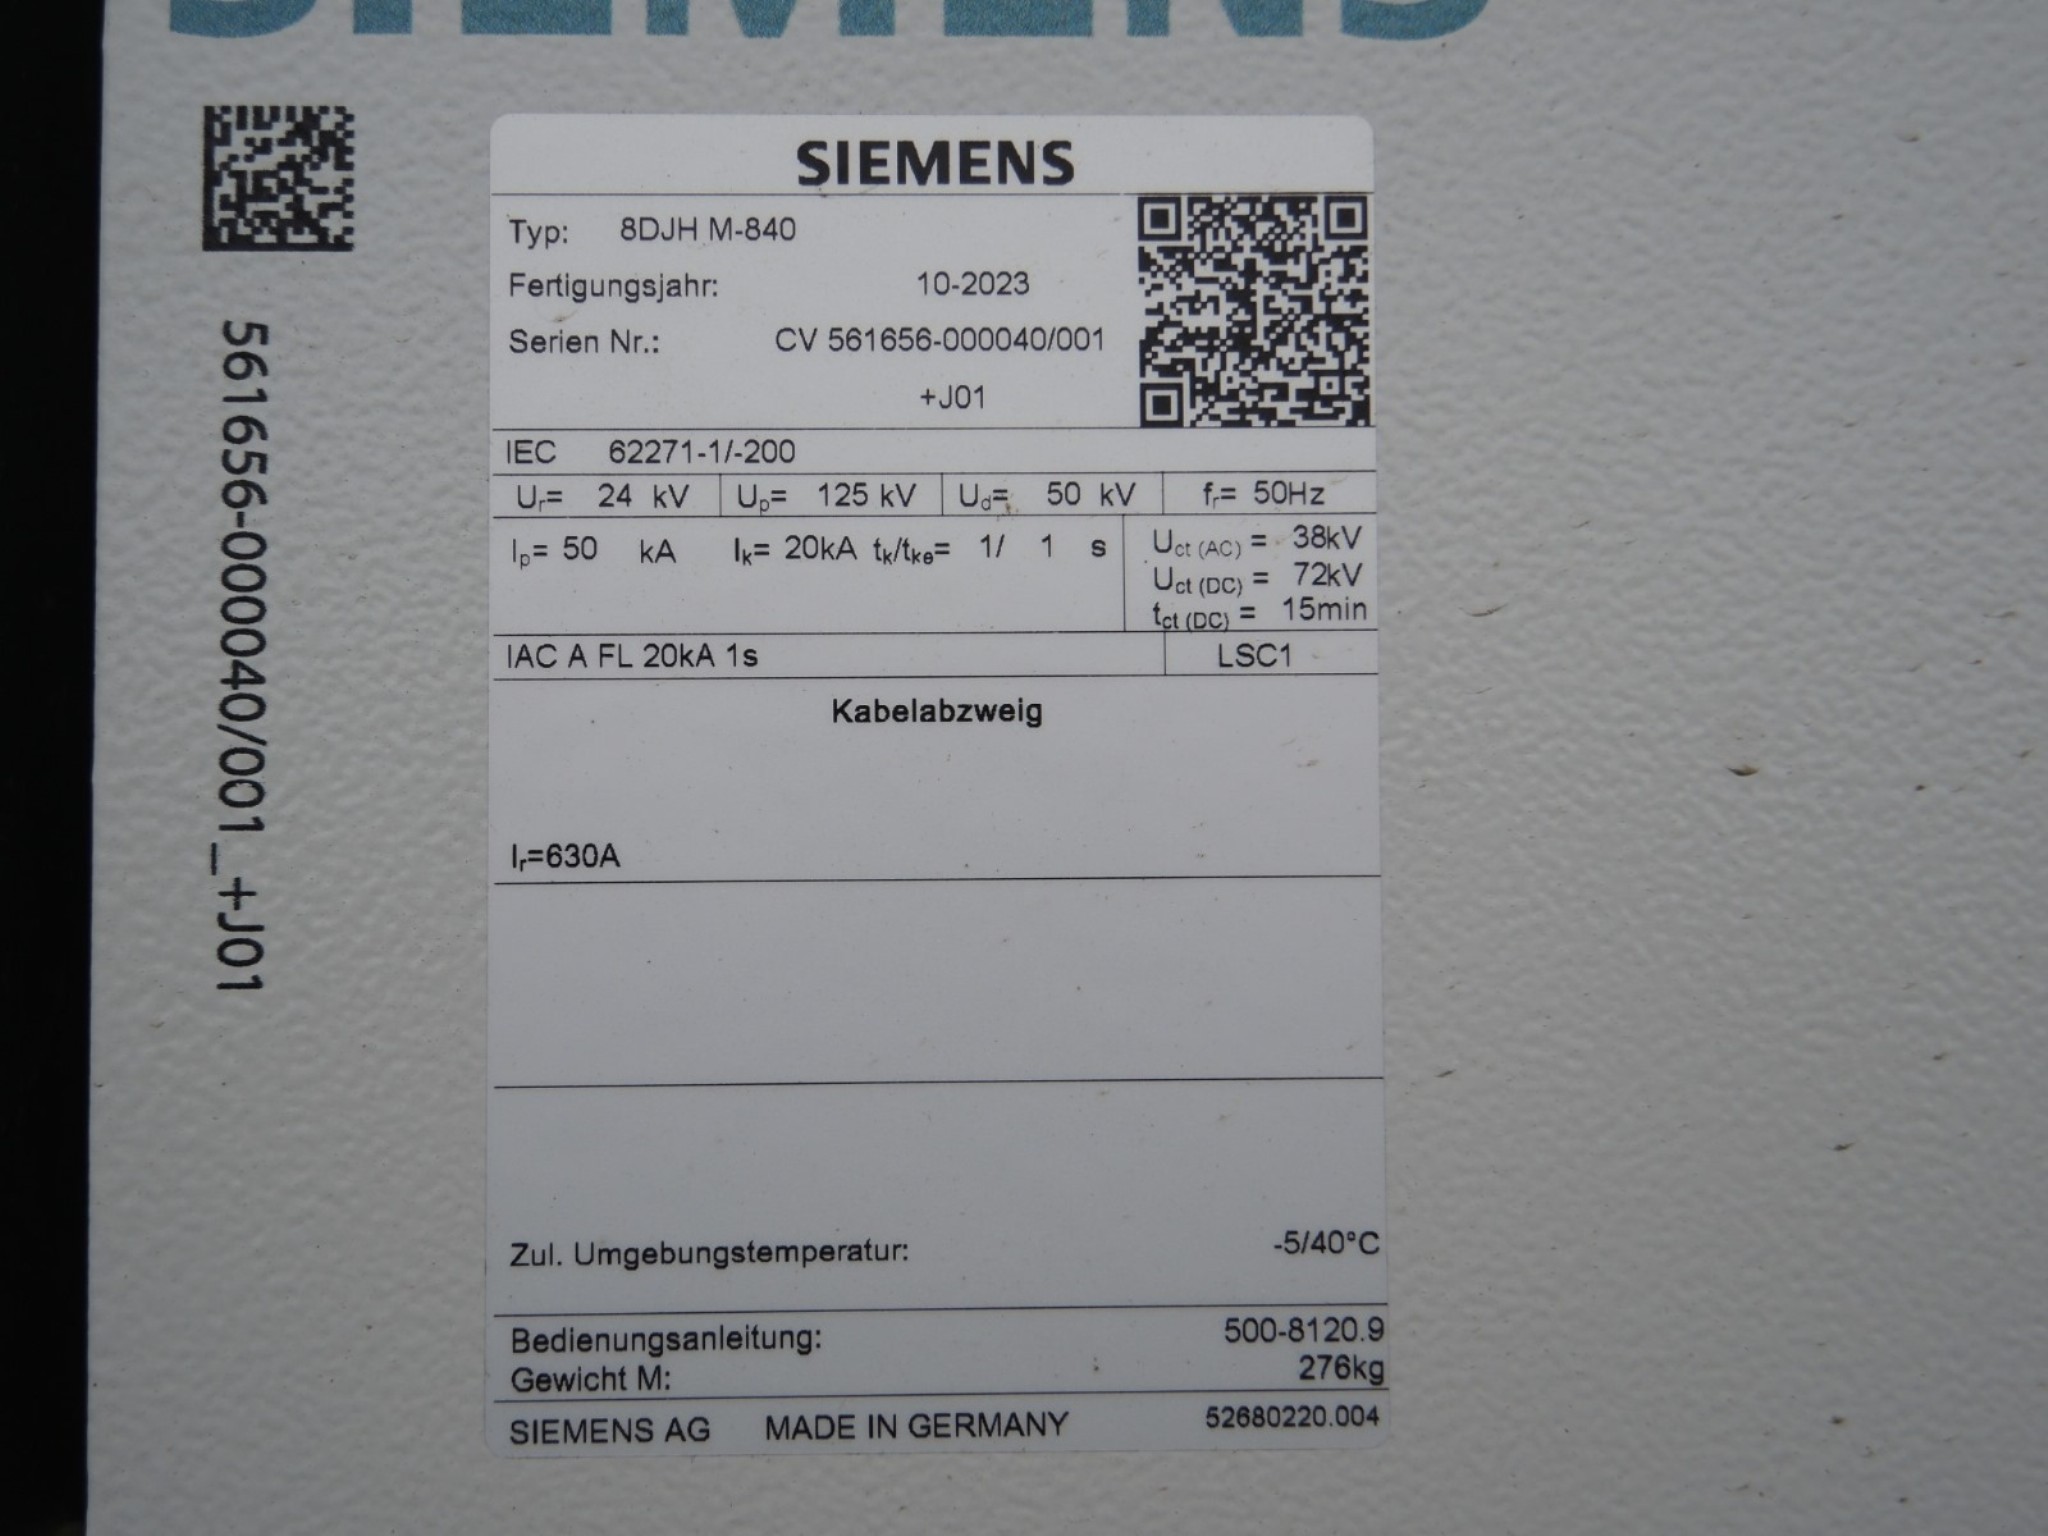 SIEMENS
561656-000040/001_+J01
SIEMENS
Typ: 8DJH M-840
Fertigungsjahr: 10-2023
Serien Nr.: CV 561656-000040/001
+J01
IEC 62271-1/-200
Ur= 24 kV Up= 125 kV Ud= 50 kV fr= 50Hz
Ip= 50 kA Ik= 20kA tk/tke= 1/ 1 s
Uct (AC) = 38kV
Uct (DC) = 72kV
tct (DC) = 15min
IAC A FL 20kA 1s LSC1
Kabelabzweig
Ir=630A
Zul. Umgebungstemperatur: -5/40°C
Bedienungsanleitung: 500-8120.9
Gewicht M: 276kg
SIEMENS AG MADE IN GERMANY 52680220.004